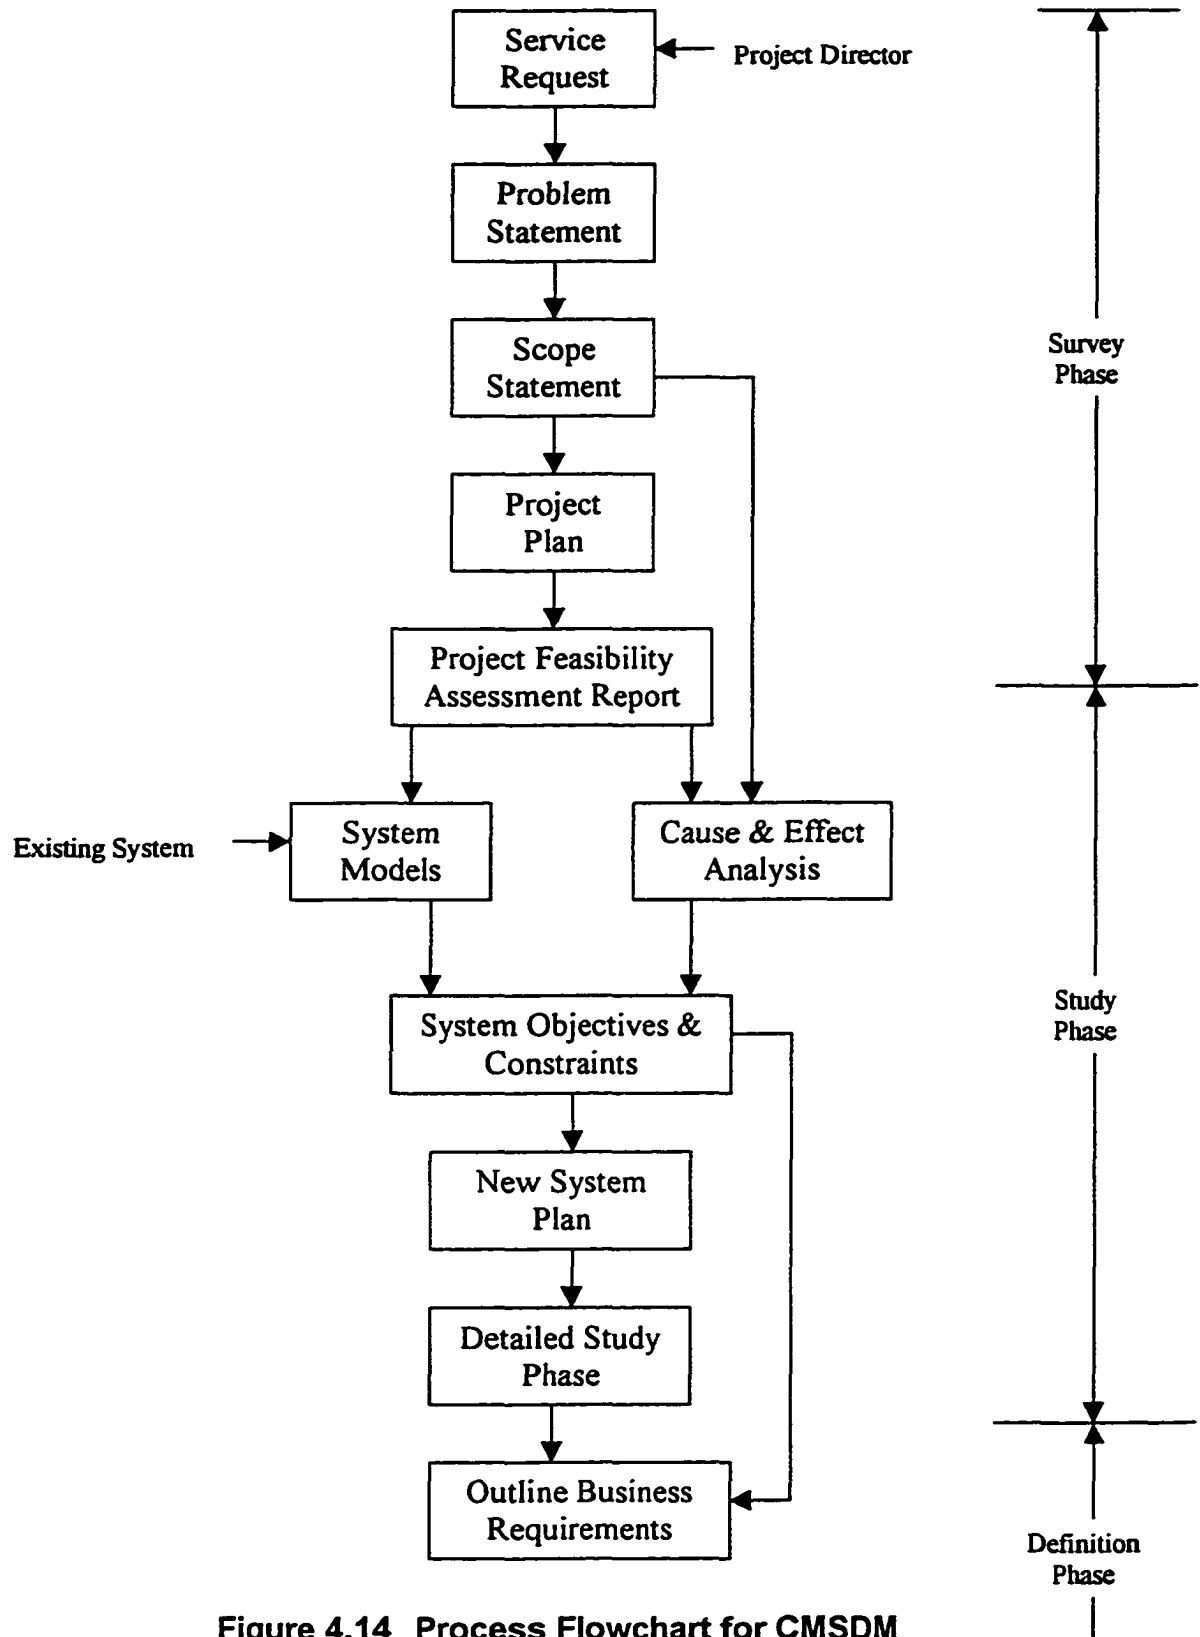 Service
Request
Project Director
Problem
Statement
Scope
Statement
Survey
Phase
Project
Plan
Project Feasibility
Assessment Report
Existing System
System
Models
Cause & Effect
Analysis
System Objectives &
Constraints
Study
Phase
New System
Plan
Detailed Study
Phase
Outline Business
Requirements
Definition
Phase
Figure 4.14 Process Flowchart for CMSDM